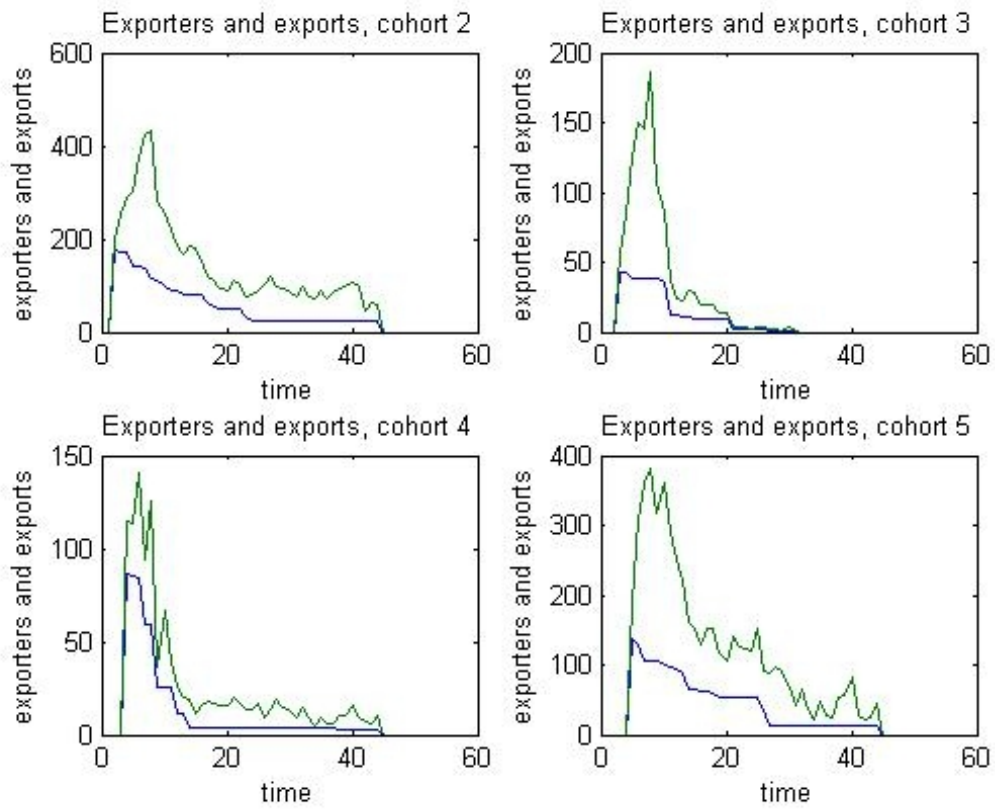 Exporters and exports, cohort 2
600
400
200
0
0 20 40 60
exporters and exports
time
Exporters and exports, cohort 3
200
150
100
50
0
0 20 40 60
exporters and exports
time
Exporters and exports, cohort 4
150
100
50
0
0 20 40 60
exporters and exports
time
Exporters and exports, cohort 5
400
300
200
100
0
0 20 40 60
exporters and exports
time